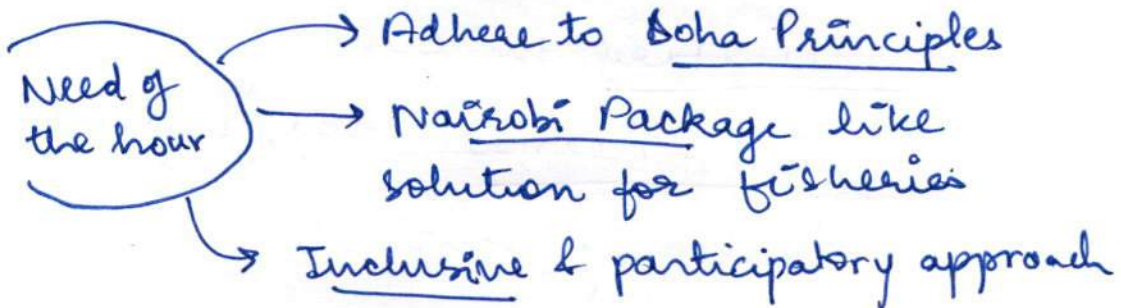 Need of
the hour
Adhere to Doha Principles
Nairobi Package like
solution for fisheries
Inclusive & participatory approach